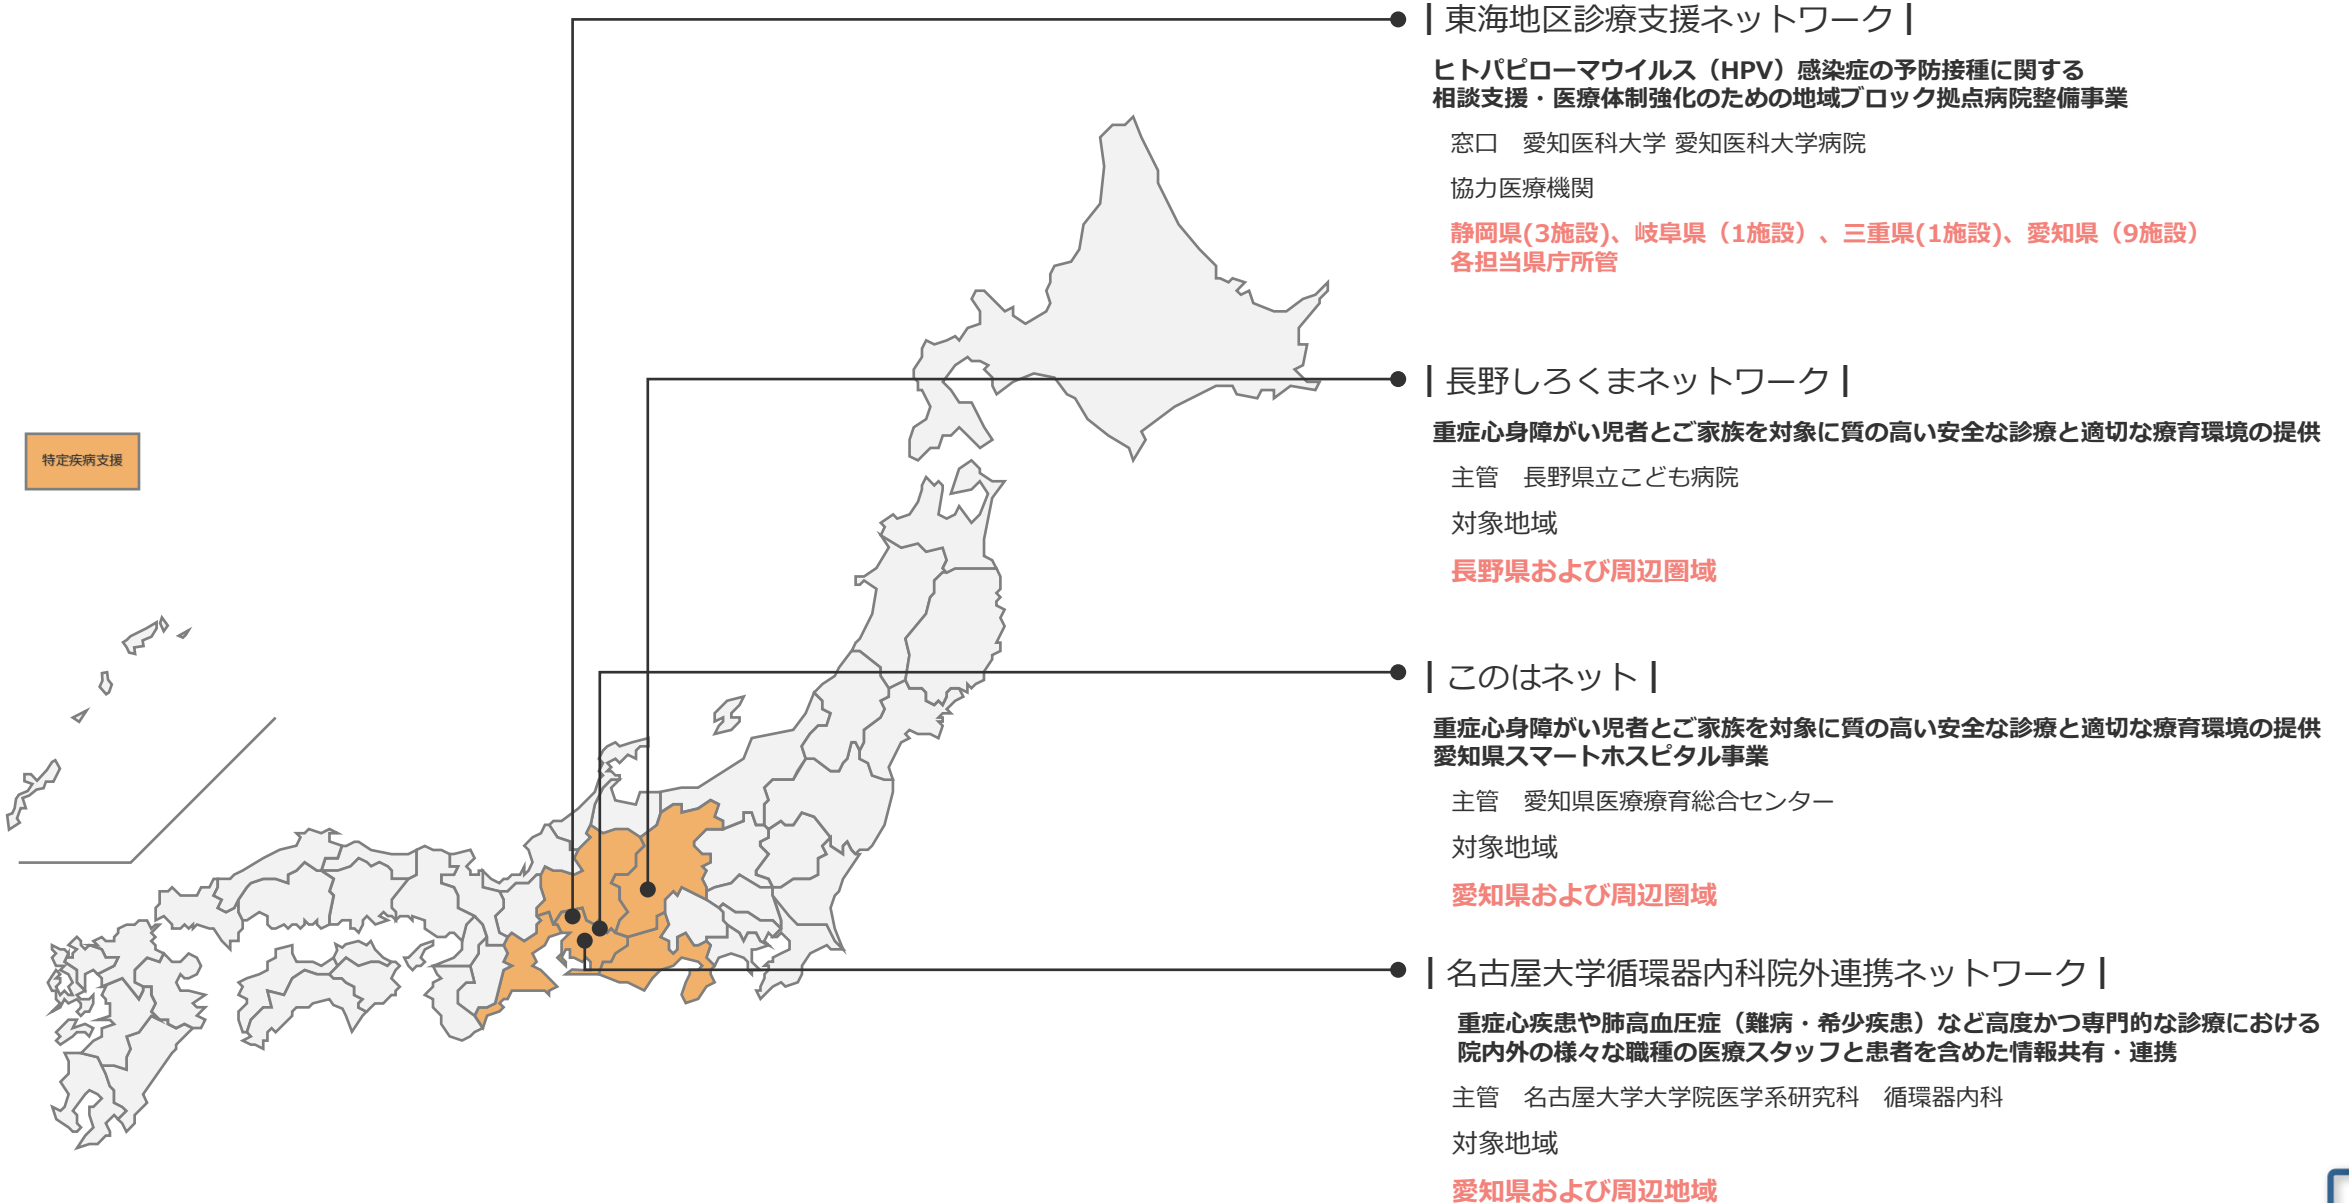 ｜東海地区診療支援ネットワーク｜
ヒトパピローマウイルス（HPV）感染症の予防接種に関する
相談支援・医療体制強化のための地域ブロック拠点病院整備事業
窓口　愛知医科大学 愛知医科大学病院
協力医療機関
静岡県(3施設)、岐阜県（1施設）、三重県(1施設)、愛知県（9施設）
各担当県庁所管
｜長野しろくまネットワーク｜
重症心身障がい児者とご家族を対象に質の高い安全な診療と適切な療育環境の提供
主管　長野県立こども病院
対象地域
長野県および周辺圏域
特定疾病支援
｜このはネット｜
重症心身障がい児者とご家族を対象に質の高い安全な診療と適切な療育環境の提供
愛知県スマートホスピタル事業
主管　愛知県医療療育総合センター
対象地域
愛知県および周辺圏域
｜名古屋大学循環器内科院外連携ネットワーク｜
重症心疾患や肺高血圧症（難病・希少疾患）など高度かつ専門的な診療における
院内外の様々な職種の医療スタッフと患者を含めた情報共有・連携
主管　名古屋大学大学院医学系研究科　循環器内科
対象地域
愛知県および周辺地域